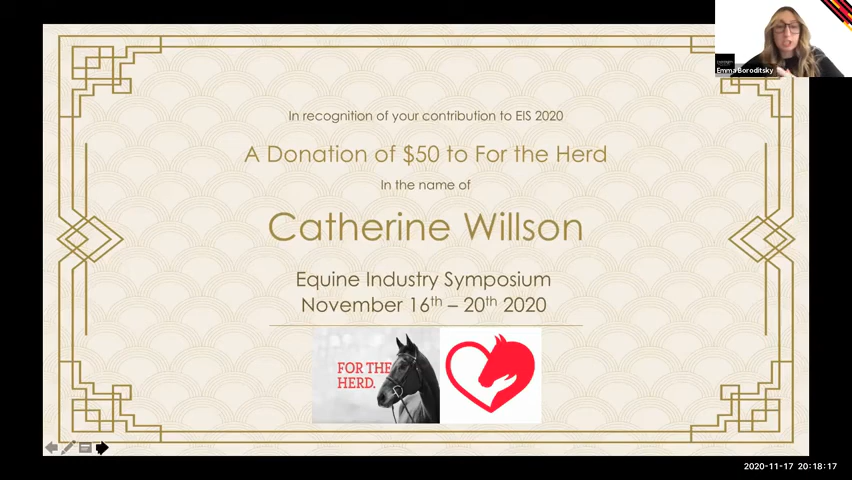 In recognition of your contribution to EIS 2020
A Donation of $50 to For the Herd
In the name of
Catherine Willson
Equine Industry Symposium
November 16th – 20th 2020
FOR THE
HERD.
Emma Boroditsky
2020-11-17 20:18:17